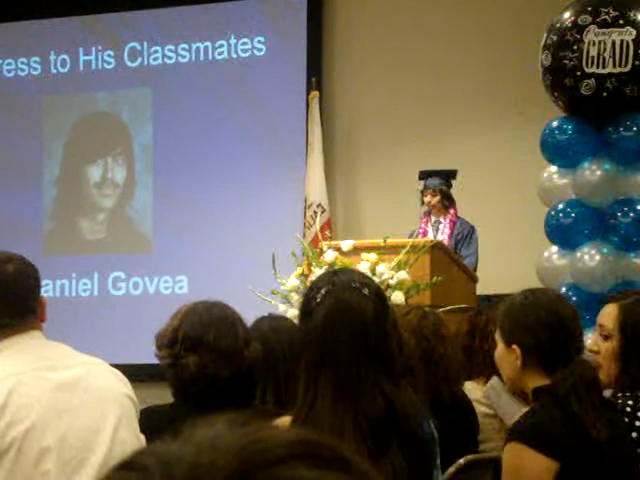 ress to His Classmates
aniel Govea
Congrats
GRAD